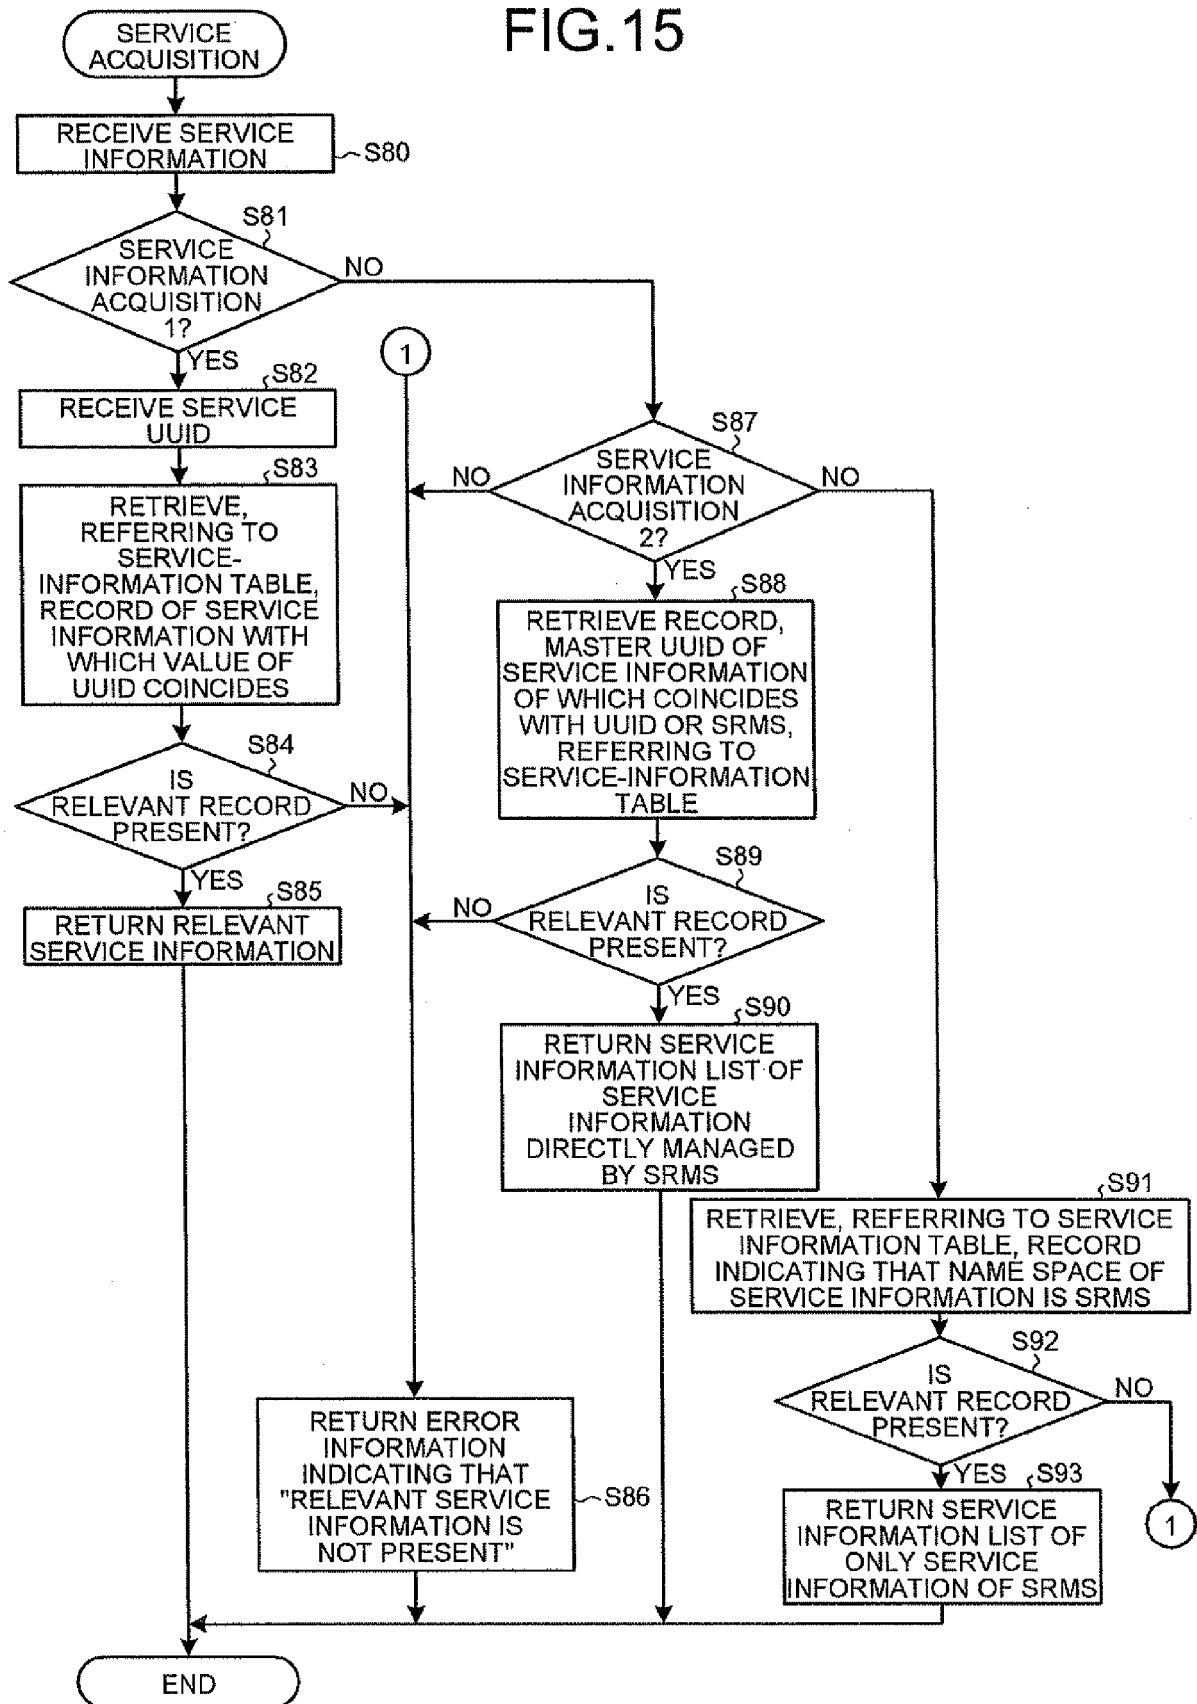 FIG.15
SERVICE
ACQUISITION
RECEIVE SERVICE
INFORMATION
S80
S81
SERVICE
INFORMATION
ACQUISITION
1?
NO
YES
S82
RECEIVE SERVICE
UUID
S83
RETRIEVE,
REFERRING TO
SERVICE-
INFORMATION TABLE,
RECORD OF SERVICE
INFORMATION WITH
WHICH VALUE OF
UUID COINCIDES
S84
IS
RELEVANT RECORD
PRESENT?
NO
YES
S85
RETURN RELEVANT
SERVICE INFORMATION
1
S87
SERVICE
INFORMATION
ACQUISITION
2?
NO
NO
YES
S88
RETRIEVE RECORD,
MASTER UUID OF
SERVICE INFORMATION
OF WHICH COINCIDES
WITH UUID OR SRMS,
REFERRING TO
SERVICE-INFORMATION
TABLE
S89
IS
RELEVANT RECORD
PRESENT?
NO
YES
S90
RETURN SERVICE
INFORMATION LIST OF
SERVICE
INFORMATION
DIRECTLY MANAGED
BY SRMS
S91
RETRIEVE, REFERRING TO SERVICE
INFORMATION TABLE, RECORD
INDICATING THAT NAME SPACE OF
SERVICE INFORMATION IS SRMS
S92
IS
RELEVANT RECORD
PRESENT?
NO
YES
S93
RETURN SERVICE
INFORMATION LIST OF
ONLY SERVICE
INFORMATION OF SRMS
1
RETURN ERROR
INFORMATION
INDICATING THAT
"RELEVANT SERVICE
INFORMATION IS
NOT PRESENT"
S86
END